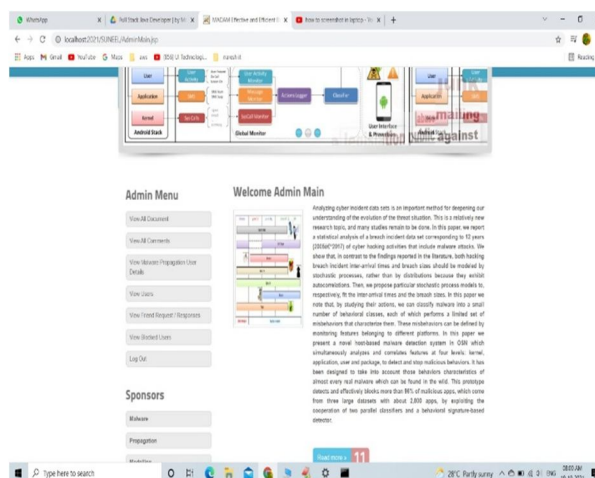 WhatsApp
Full Stack Java Developer | by
MADAM Effective and Efficient
how to screenshot in laptop
localhost:2021/SUNEEL/AdminMain.jsp
Apps Gmail YouTube Maps
Reading
User
Application
Kernel
Android Stack
User Activity
SMS
Sys Calls
User Activity Monitor
Message Monitor
SysCall Monitor
Global Monitor
Actions Logger
Classifier
User Interface & Prevention
User
Application
mailing
public against
Admin Menu
View All Document
View All Comments
View Malware Propagation User Details
View Users
View Friend Request / Responses
View Blocked Users
Log Out
Sponsors
Malware
Propagation
Welcome Admin Main
Analyzing cyber incident data sets is an important method for deepening our
understanding of the evolution of the threat situation. This is a relatively new
research topic, and many studies remain to be done. In this paper, we report
a statistical analysis of a breach incident data set corresponding to 12 years
of cyber hacking activities that include malware attacks. We
show that, in contrast to the findings reported in the literature, both hacking
breach incident inter-arrival times and breach sizes should be modeled by
stochastic processes, rather than by distributions because they exhibit
autocorrelations. Then, we propose particular stochastic process models to,
respectively, fit the inter-arrival times and the breach sizes. In this paper we
note that, by studying their actions, we can classify malware into a small
number of behavioral classes, each of which performs a limited set of
misbehaviors that characterize them. These misbehaviors can be defined by
monitoring features belonging to different platforms. In this paper we
present a novel host-based malware detection system in OSN which
simultaneously analyzes and correlates features at four levels: kernel,
application, user and package, to detect and stop malicious behaviors. It has
been designed to take into account those behaviors characteristics of
almost every real malware which can be found in the wild. This prototype
detects and effectively blocks more than 96% of malicious apps, which come
from three large datasets with about 2,800 apps, by exploiting the
cooperation of two parallel classifiers and a behavioral signature-based
detector.
Read more »
11
Type here to search
28°C Partly sunny
ENG